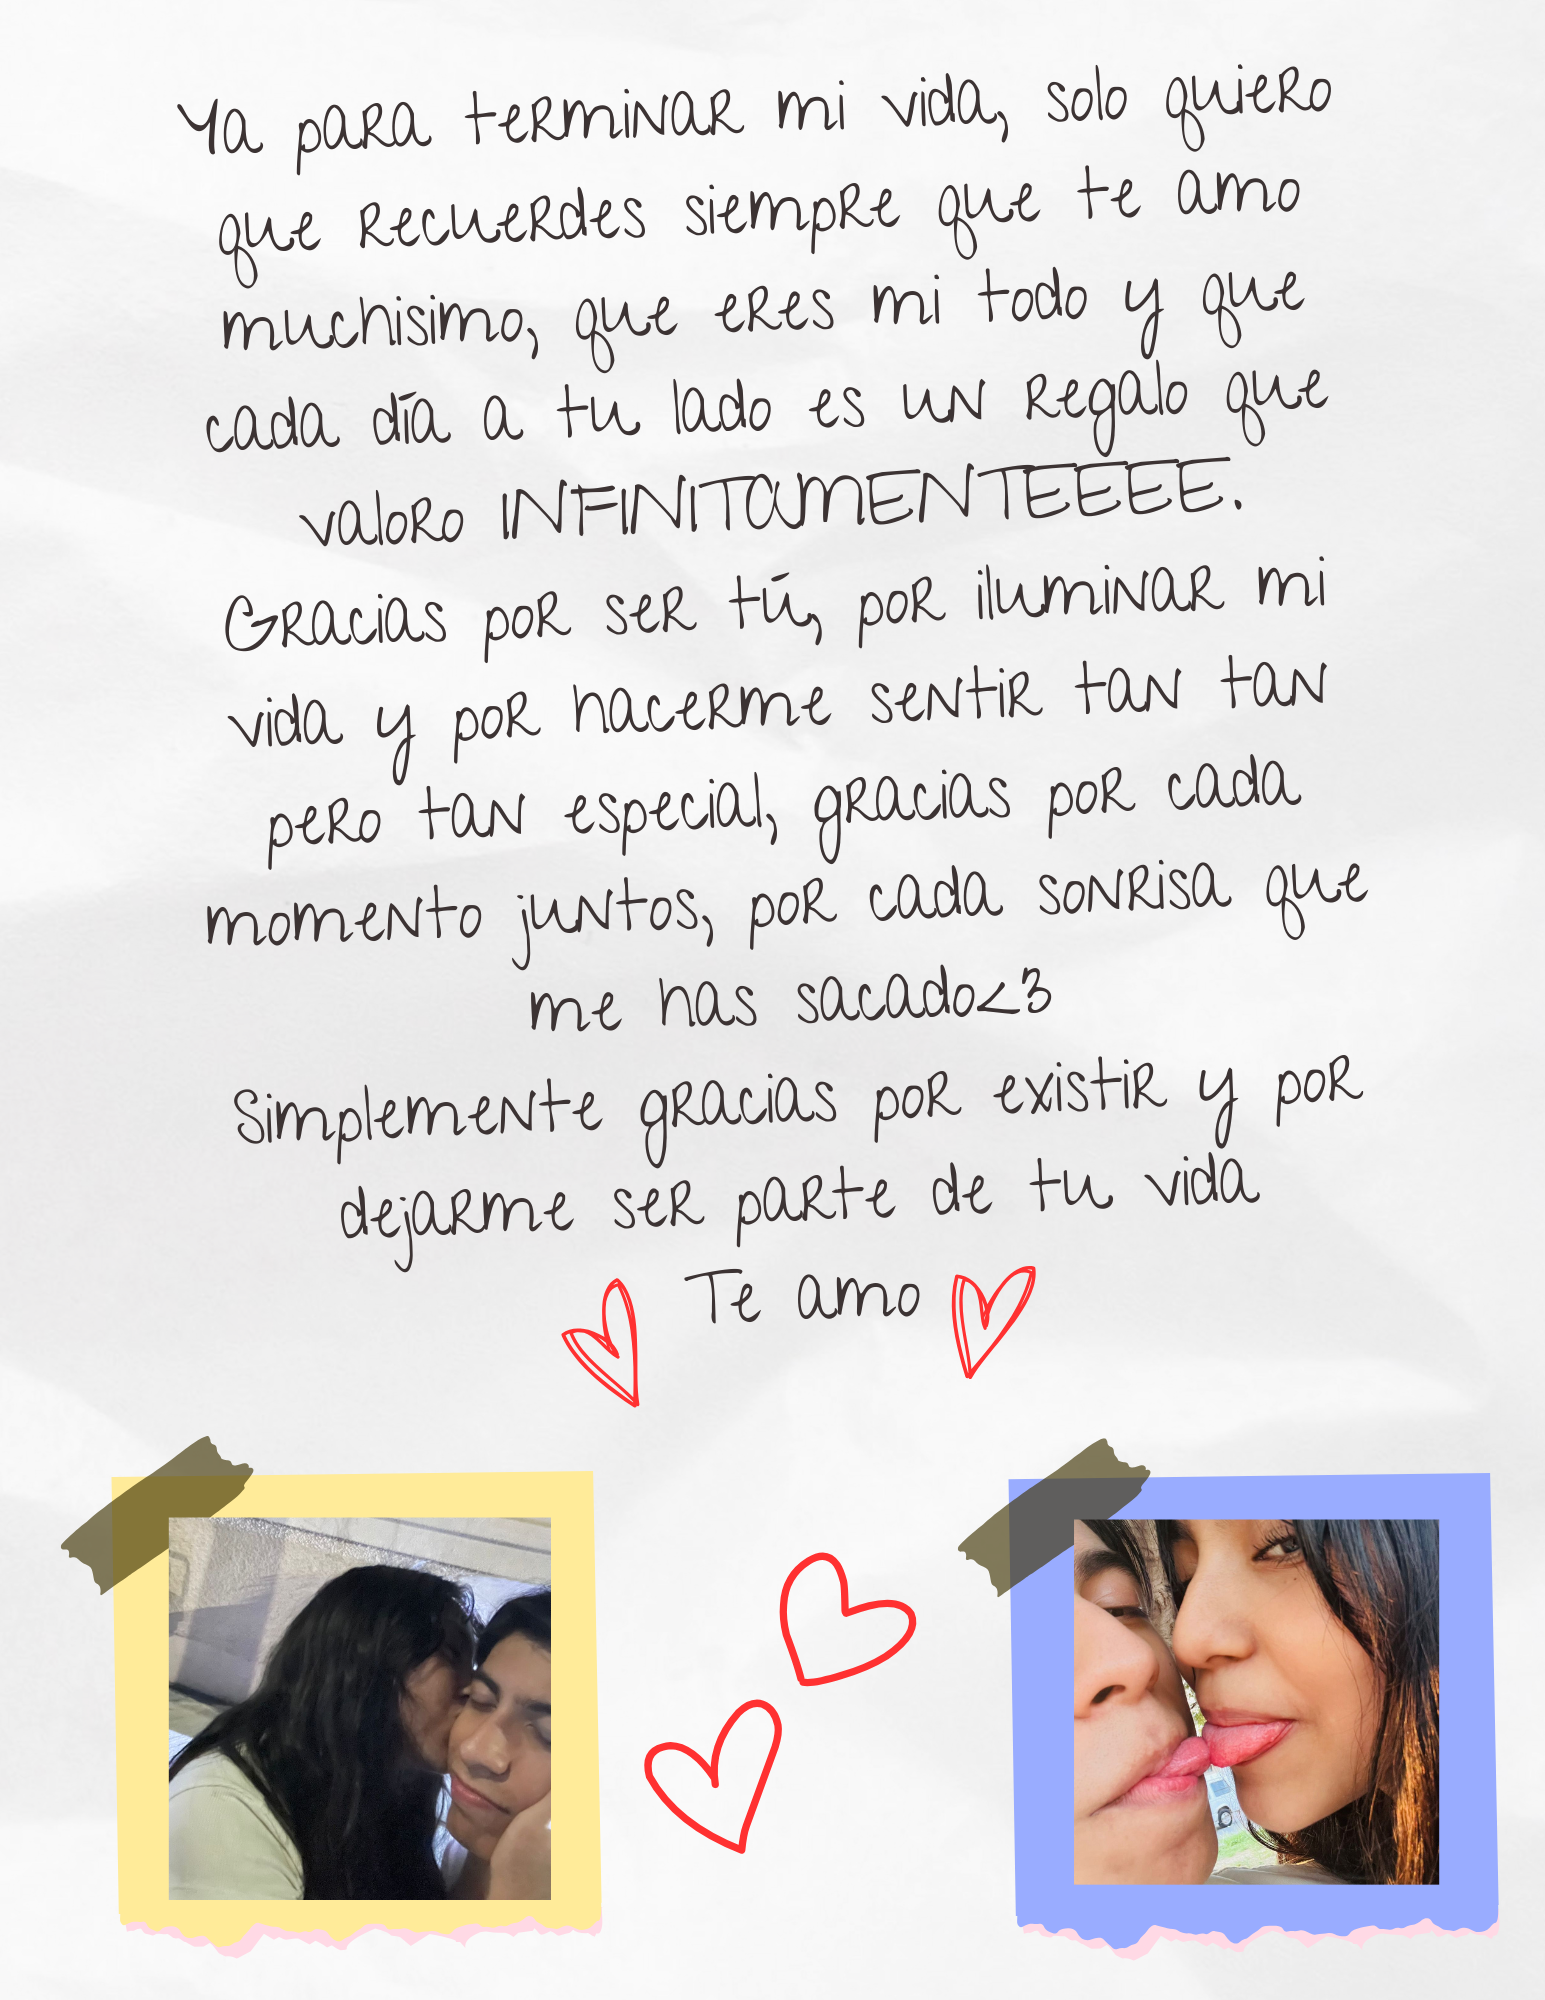 Ya para terminar mi vida, solo quiero
que recuerdes siempre que te amo
muchisimo, que eres mi todo y que
cada día a tu lado es un regalo que
valoro INFINITAMENTEEEE.
Gracias por ser tú, por iluminar mi
vida y por hacerme sentir tan tan
pero tan especial, gracias por cada
momento juntos, por cada sonrisa que
me has sacado<3
Simplemente gracias por existir y por
dejarme ser parte de tu vida
Te amo